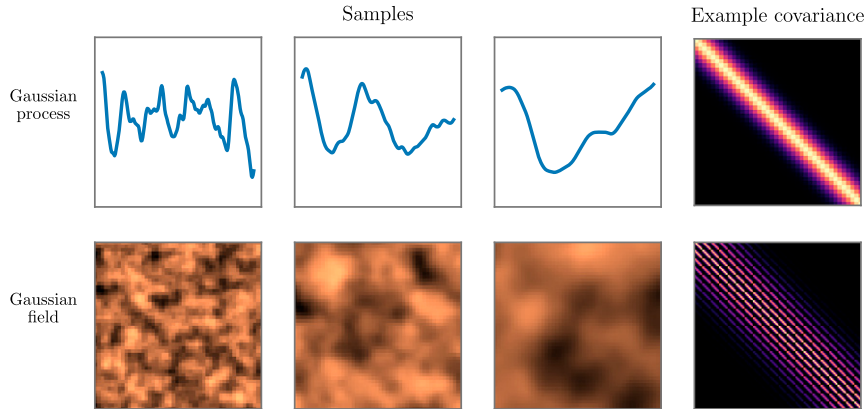 Samples
Example covariance
Gaussian
process
Gaussian
field